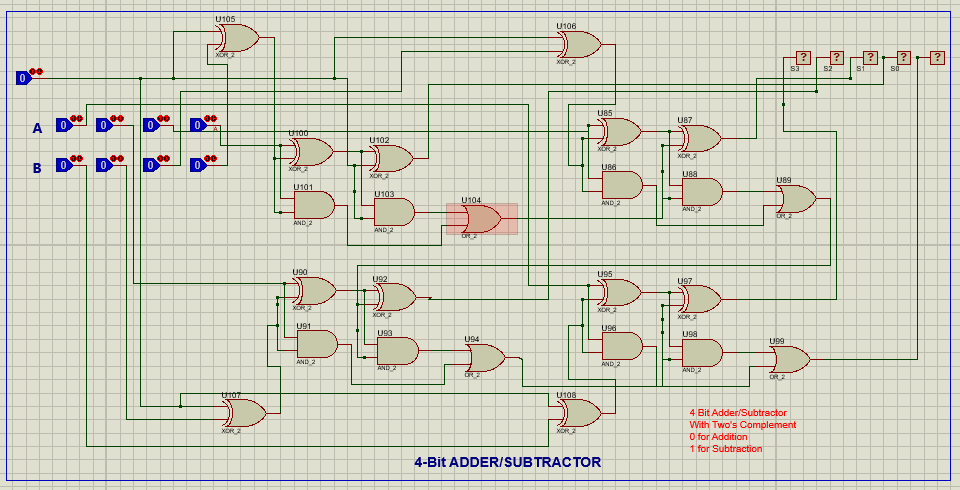 U105
XOR_2
U106
XOR_2
0
?
?
?
?
?
S3
S2
S1
S0
A
0
0
0
0
A
B
0
0
0
0
U100
XOR_2
U102
XOR_2
U101
AND_2
U103
AND_2
U104
OR_2
U85
XOR_2
U87
XOR_2
U86
AND_2
U88
AND_2
U89
OR_2
U90
XOR_2
U92
XOR_2
U91
AND_2
U93
AND_2
U94
OR_2
U95
XOR_2
U97
XOR_2
U96
AND_2
U98
AND_2
U99
OR_2
U107
XOR_2
U108
XOR_2
4 Bit Adder/Subtractor
With Two's Complement
0 for Addition
1 for Subtraction
4-Bit ADDER/SUBTRACTOR